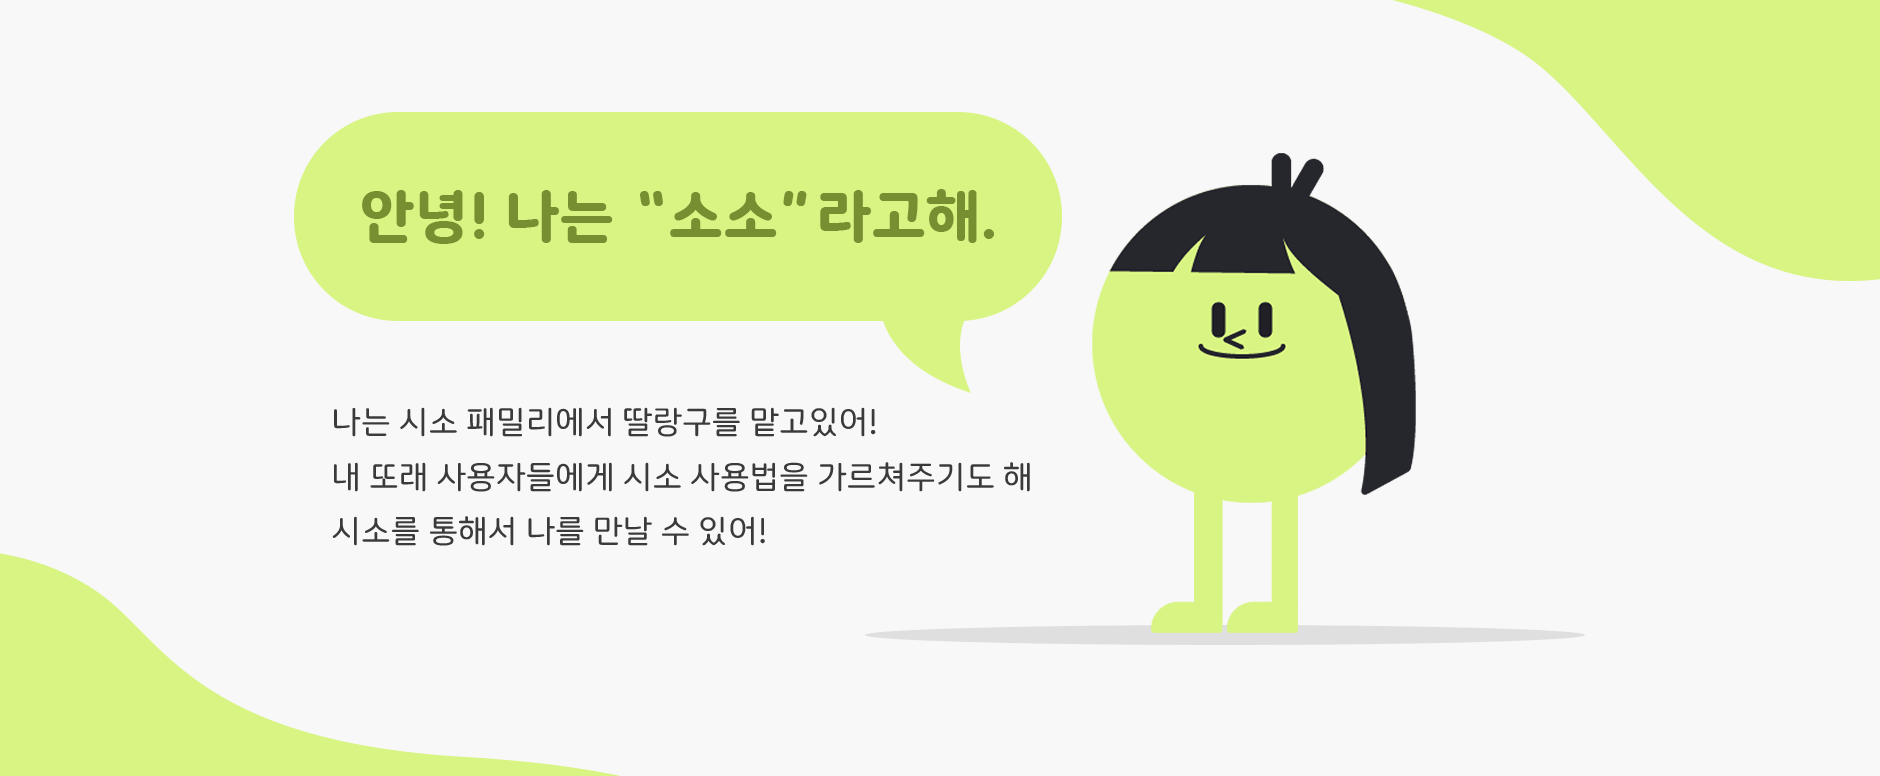 안녕! 나는 “소소”라고해.
나는 시소 패밀리에서 딸랑구를 맡고있어!
내 또래 사용자들에게 시소 사용법을 가르쳐주기도 해
시소를 통해서 나를 만날 수 있어!